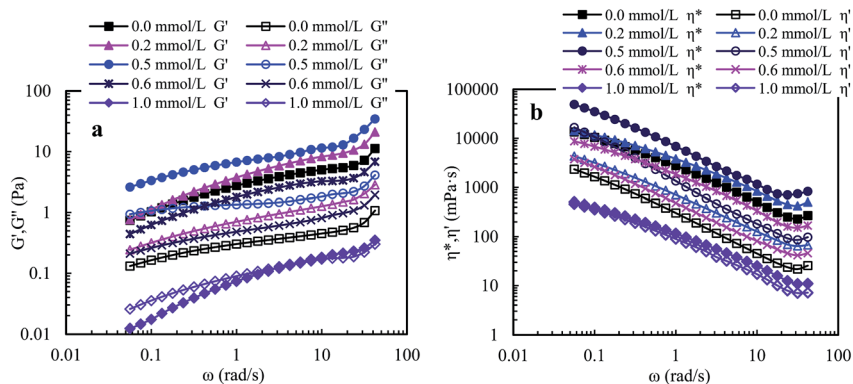 0.0 mmol/L G' 0.0 mmol/L G"
0.2 mmol/L G' 0.2 mmol/L G"
0.5 mmol/L G' 0.5 mmol/L G"
0.6 mmol/L G' 0.6 mmol/L G"
1.0 mmol/L G' 1.0 mmol/L G"
100
a
10
1
0.1
0.01
G',G" (Pa)
0.01 0.1 1 10 100
ω (rad/s)
0.0 mmol/L η* 0.0 mmol/L η'
0.2 mmol/L η* 0.2 mmol/L η'
0.5 mmol/L η* 0.5 mmol/L η'
0.6 mmol/L η* 0.6 mmol/L η'
1.0 mmol/L η* 1.0 mmol/L η'
100000
b
10000
1000
100
10
1
η*,η' (mPa·s)
0.01 0.1 1 10 100
ω (rad/s)